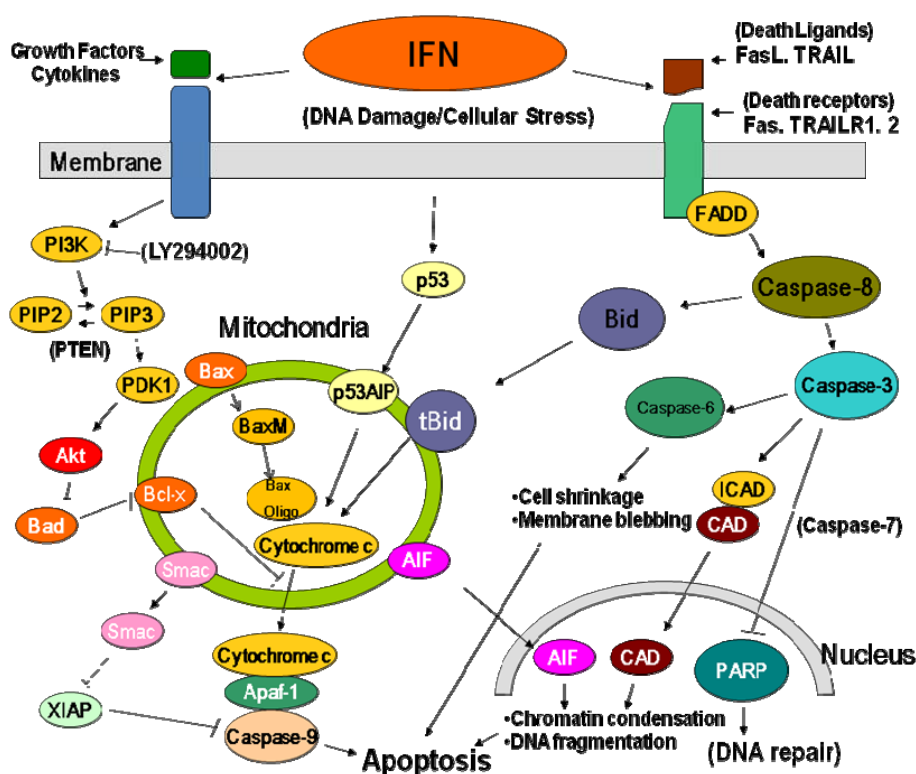 Growth Factors
Cytokines
IFN
(Death Ligands)
FasL. TRAIL
(DNA Damage/Cellular Stress)
(Death receptors)
Fas. TRAILR1. 2
Membrane
FADD
PI3K
(LY294002)
p53
Caspase-8
Bid
PIP2
PIP3
Mitochondria
(PTEN)
Bax
PDK1
p53AIP
Caspase-3
Caspase-6
tBid
BaxM
Akt
Bax
Oligo
ICAD
CAD
•Cell shrinkage
•Membrane blebbing
(Caspase-7)
Bcl-x
Bad
Cytochrome c
AIF
Smac
Smac
Cytochrome c
AIF
CAD
PARP
Nucleus
Apaf-1
XIAP
Caspase-9
•Chromatin condensation
•DNA fragmentation
Apoptosis
(DNA repair)